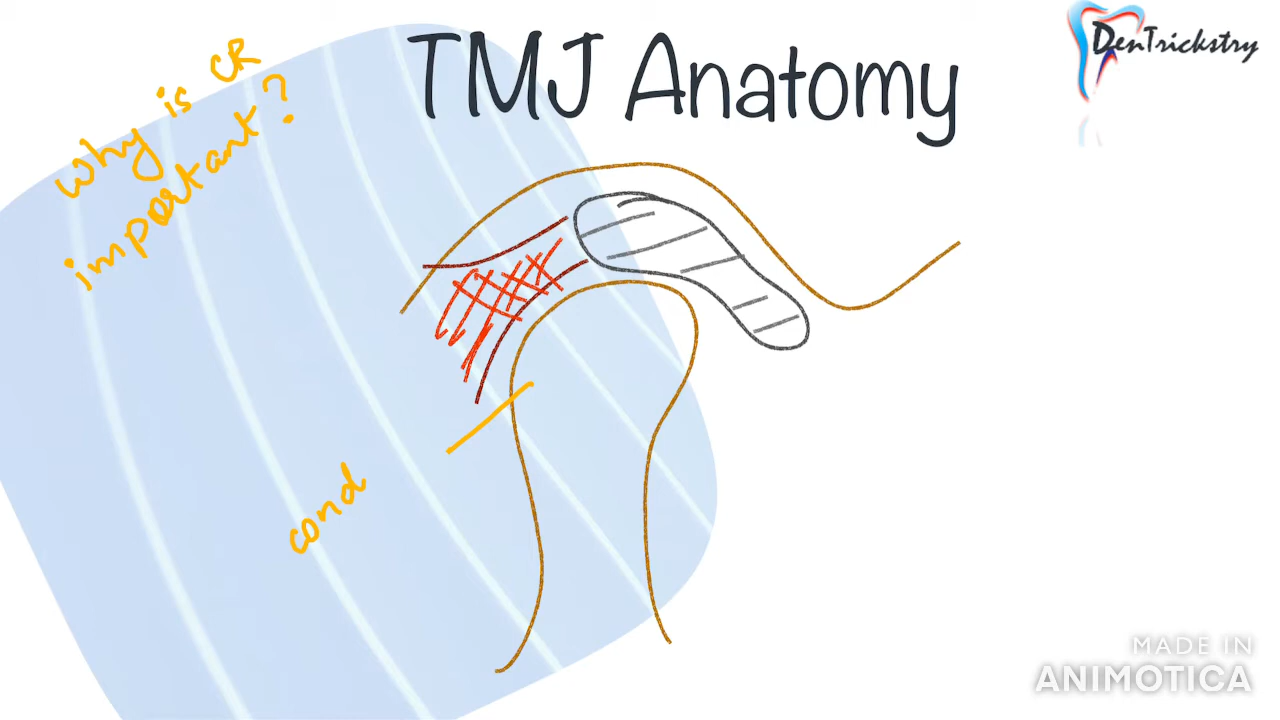 TMJ Anatomy
DenTrickstry
Why is CR
important?
cond
MADE IN
ANIMOTICA